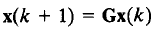 x(k + 1) = Gx(k)